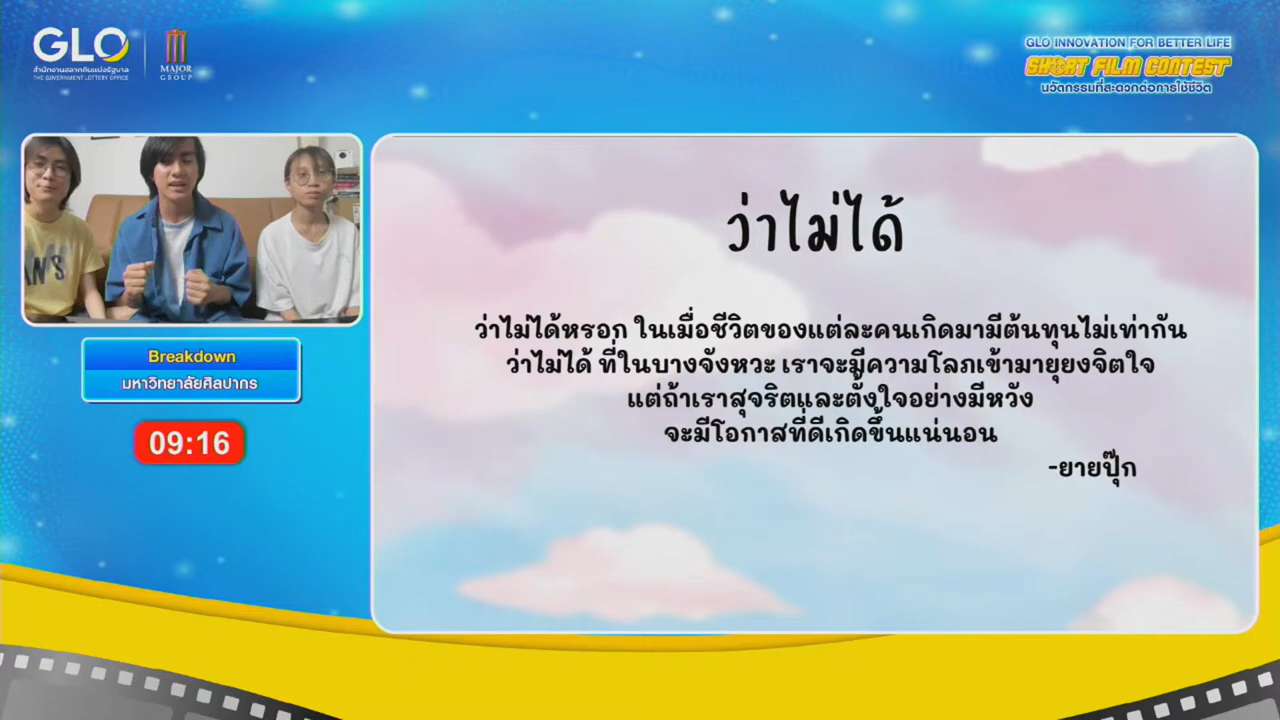 GLO
สำนักงานสลากกินแบ่งรัฐบาล
THE GOVERNMENT LOTTERY OFFICE
MAJOR
GROUP
GLO INNOVATION FOR BETTER LIFE
SHORT FILM CONTEST
นวัตกรรมที่สะดวกต่อการใช้ชีวิต
AN'S
Breakdown
มหาวิทยาลัยศิลปากร
09:16
ว่าไม่ได้
ว่าไม่ได้หรอก ในเมื่อชีวิตของแต่ละคนเกิดมามีต้นทุนไม่เท่ากัน
ว่าไม่ได้ ที่ในบางจังหวะ เราจะมีความโลภเข้ามายุยงจิตใจ
แต่ถ้าเราสุจริตและตั้งใจอย่างมีหวัง
จะมีโอกาสที่ดีเกิดขึ้นแน่นอน
-ยายปุ๊ก